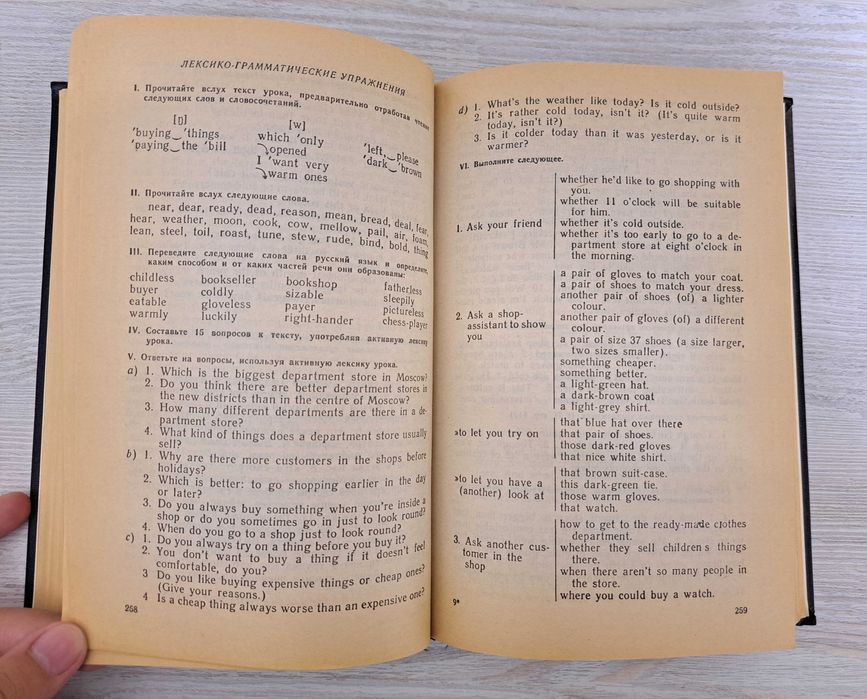 ЛЕКСИКО-ГРАММАТИЧЕСКИЕ УПРАЖНЕНИЯ
I. Прочитайте вслух текст урока, предварительно отработав чтение
следующих слов и словосочетаний.
[ŋ]
ˈbuying‿ˈthings
ˈpaying‿the ˈbill
[w]
which ˈonly
opened
I ˈwant very
warm ones
ˈleft,‿please
ˈdark‿ˈbrown
II. Прочитайте вслух следующие слова.
near, dear, ready, dead, reason, mean, bread, deal, fear,
hear, weather, moon, cook, cow, mellow, pail, air, foam,
lean, steel, toil, roast, tune, stew, rude, bind, bold, thing
III. Переведите следующие слова на русский язык и определите,
каким способом и от каких частей речи они образованы:
childless bookseller bookshop fatherless
buyer coldly sizable sleepily
eatable gloveless payer pictureless
warmly luckily right-hander chess-player
IV. Составьте 15 вопросов к тексту, употребляя активную лексику
урока.
V. Ответьте на вопросы, используя активную лексику урока.
a) 1. Which is the biggest department store in Moscow?
2. Do you think there are better department stores in
the new districts than in the centre of Moscow?
3. How many different departments are there in a de-
partment store?
4. What kind of things does a department store usually
sell?
b) 1. Why are there more customers in the shops before
holidays?
2. Which is better: to go shopping earlier in the day
or later?
3. Do you always buy something when you're inside a
shop or do you sometimes go in just to look round?
4. When do you go to a shop just to look round?
c) 1. Do you always try on a thing before you buy it?
2. You don't want to buy a thing if it doesn't feel
comfortable, do you?
3 Do you like buying expensive things or cheap ones?
(Give your reasons.)
4 Is a cheap thing always worse than an expensive one?
258
d) 1. What's the weather like today? Is it cold outside?
2. It's rather cold today, isn't it? (It's quite warm
today, isn't it?)
3. Is it colder today than it was yesterday, or is it
warmer?
VI. Выполните следующее.
1. Ask your friend
whether he'd like to go shopping with
you.
whether 11 o'clock will be suitable
for him.
whether it's cold outside.
whether it's too early to go to a de-
partment store at eight o'clock in
the morning.
2. Ask a shop-
assistant to show
you
a pair of gloves to match your coat.
a pair of shoes to match your dress.
another pair of shoes (of) a lighter
colour.
another pair of gloves (of) a different
colour.
a pair of size 37 shoes (a size larger,
two sizes smaller).
something cheaper.
something better.
a light-green hat.
a dark-brown coat
a light-grey shirt.
»to let you try on
that blue hat over there
that pair of shoes.
those dark-red gloves
that nice white shirt.
»to let you have a
(another) look at
that brown suit-case.
this dark-green tie.
those warm gloves.
that watch.
3. Ask another cus-
tomer in the
shop
how to get to the ready-made clothes
department.
whether they sell children s things
there.
when there aren't so many people in
the store.
where you could buy a watch.
9*
259